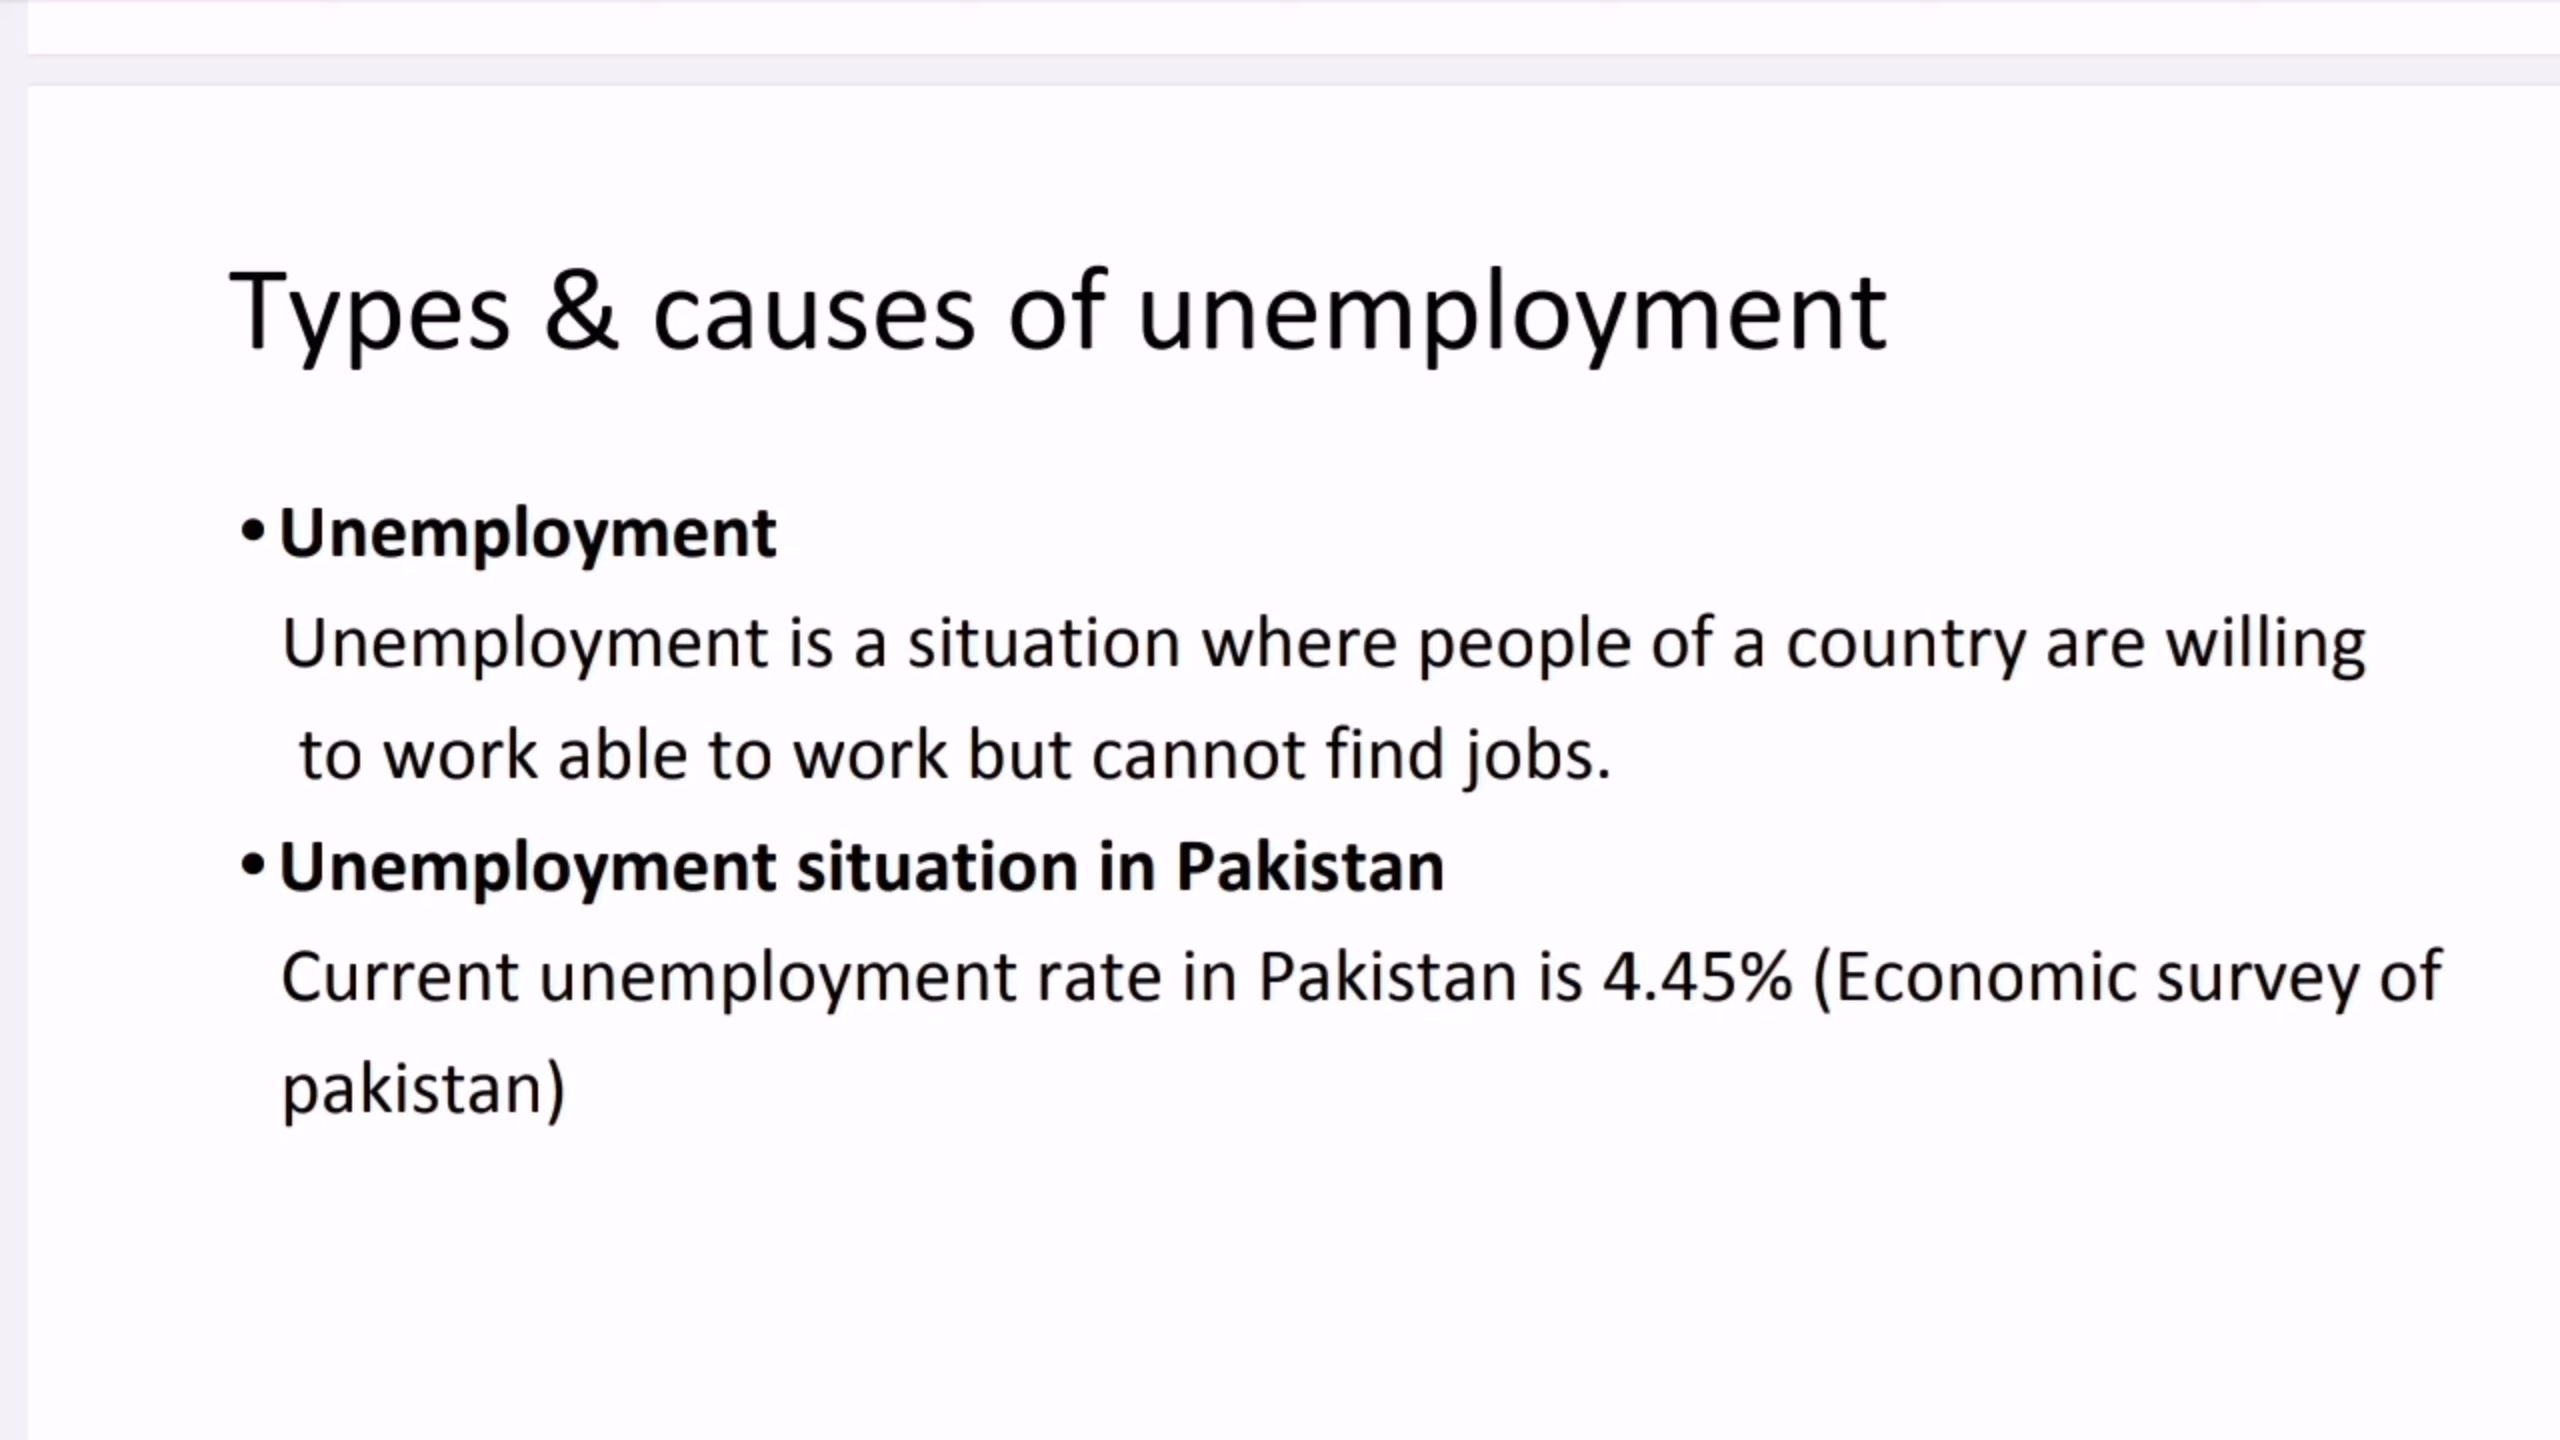 Types & causes of unemployment
• Unemployment
Unemployment is a situation where people of a country are willing
to work able to work but cannot find jobs.
• Unemployment situation in Pakistan
Current unemployment rate in Pakistan is 4.45% (Economic survey of
pakistan)